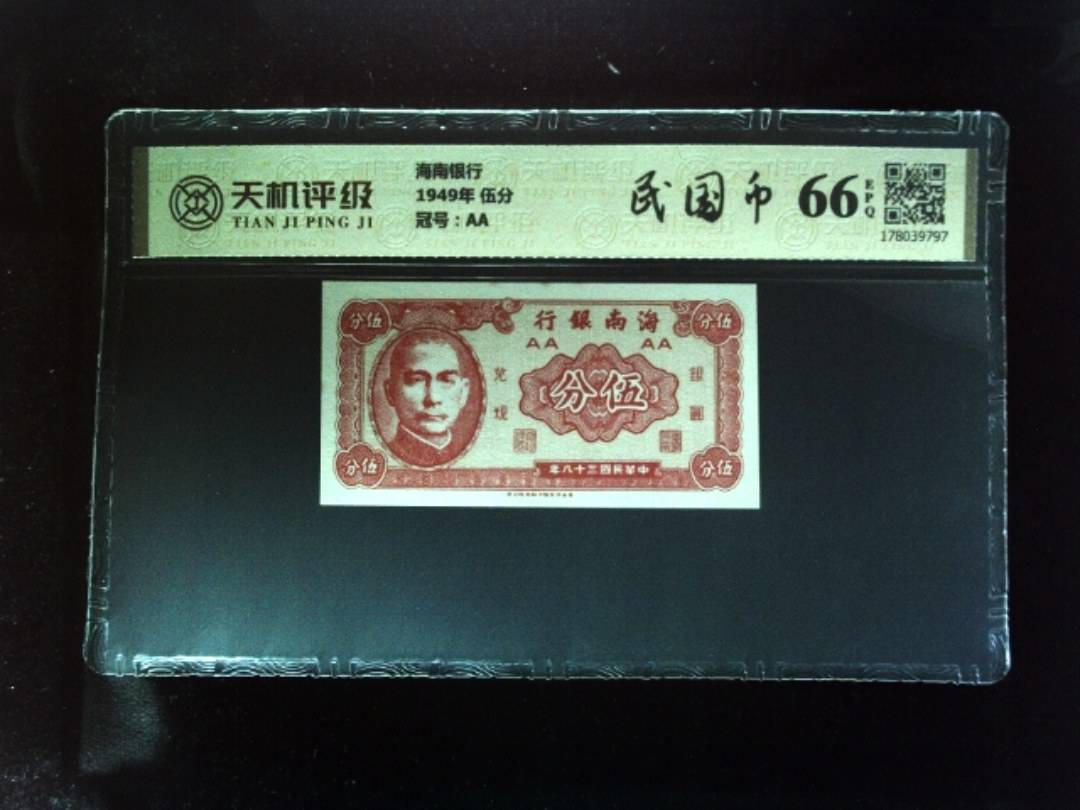 天机评级
TIAN JI PING JI
海南银行
1949年 伍分
冠号：AA
民国币 66 EPQ
178039797
伍分 行銀南海 伍分
AA AA
兌現 分伍 銀圓
伍分 年八十三國民華中 伍分